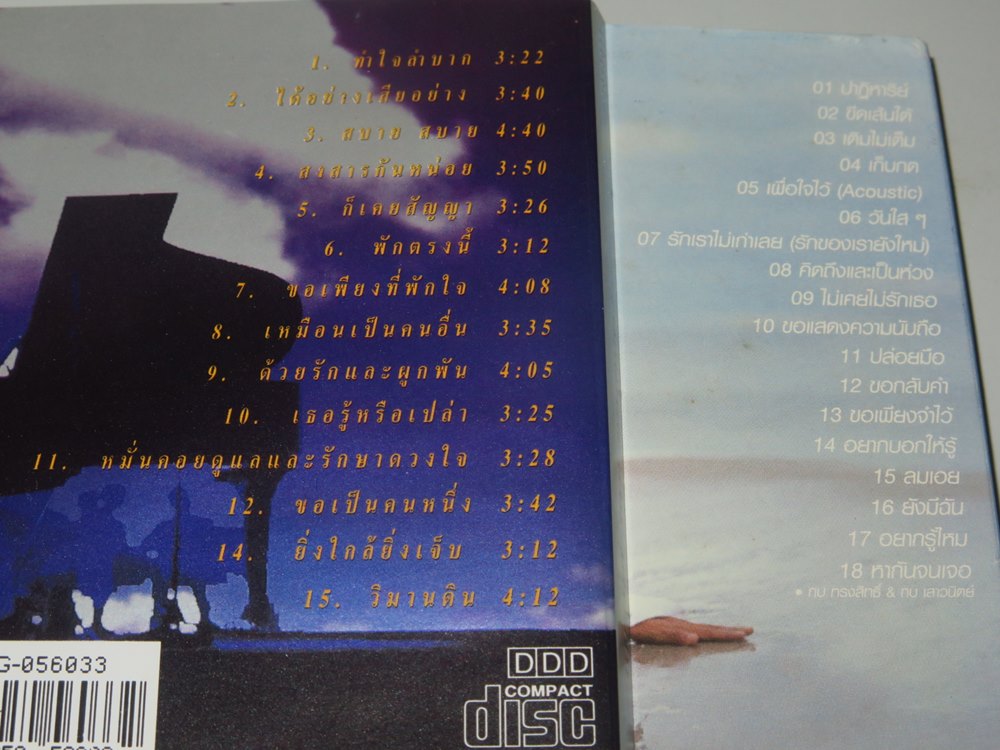 1. ทำใจลำบาก 3:22
2. ได้อย่างเสียอย่าง 3:40
3. สบาย สบาย 4:40
4. สงสารกันหน่อย 3:50
5. ก็เคยสัญญา 3:26
6. พักตรงนี้ 3:12
7. ขอเพียงที่พักใจ 4:08
8. เหมือนเป็นคนอื่น 3:35
9. ด้วยรักและผูกพัน 4:05
10. เธอรู้หรือเปล่า 3:25
11. หมั่นคอยดูแลและรักษาดวงใจ 3:28
12. ขอเป็นคนหนึ่ง 3:42
14. ยิ่งใกล้ยิ่งเจ็บ 3:12
15. วิมานดิน 4:12
G-056033
DDD
COMPACT
disc
01 ปาฏิหาริย์
02 ขีดเส้นใต้
03 เติมไม่เต็ม
04 เก็บกด
05 เพื่อใจไว้ (Acoustic)
06 วันใส ๆ
07 รักเราไม่เก่าเลย (รักของเรายังใหม่)
08 คิดถึงและเป็นห่วง
09 ไม่เคยไม่รักเธอ
10 ขอแสดงความนับถือ
11 ปล่อยมือ
12 ขอกลับคำ
13 ขอเพียงจำไว้
14 อยากบอกให้รู้
15 ลมเอย
16 ยังมีฉัน
17 อยากรู้ไหม
18 หากันจนเจอ
• กบ ทรงสิทธิ์ & กบ เสาวนิตย์